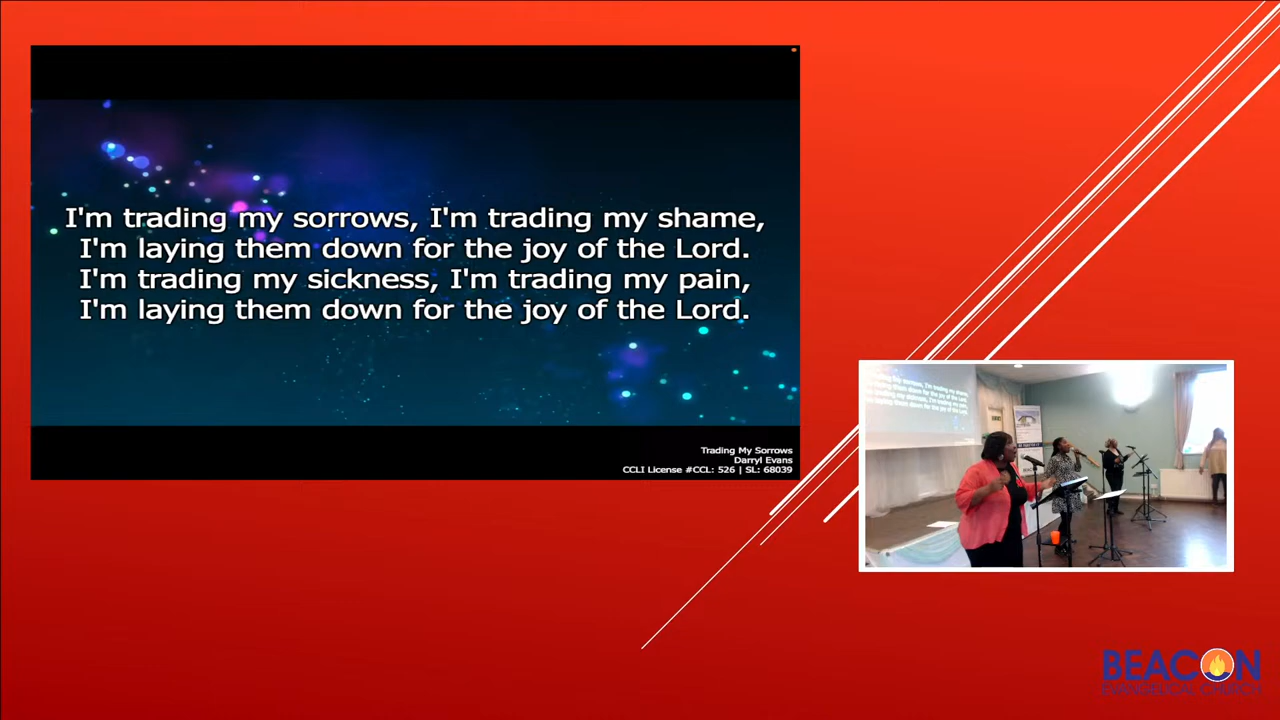 I'm trading my sorrows, I'm trading my shame,
I'm laying them down for the joy of the Lord.
I'm trading my sickness, I'm trading my pain,
I'm laying them down for the joy of the Lord.
Trading My Sorrows
Darryl Evans
CCLI License #CCL: 526 | SL: 68039
BEACON
EVANGELICAL CHURCH